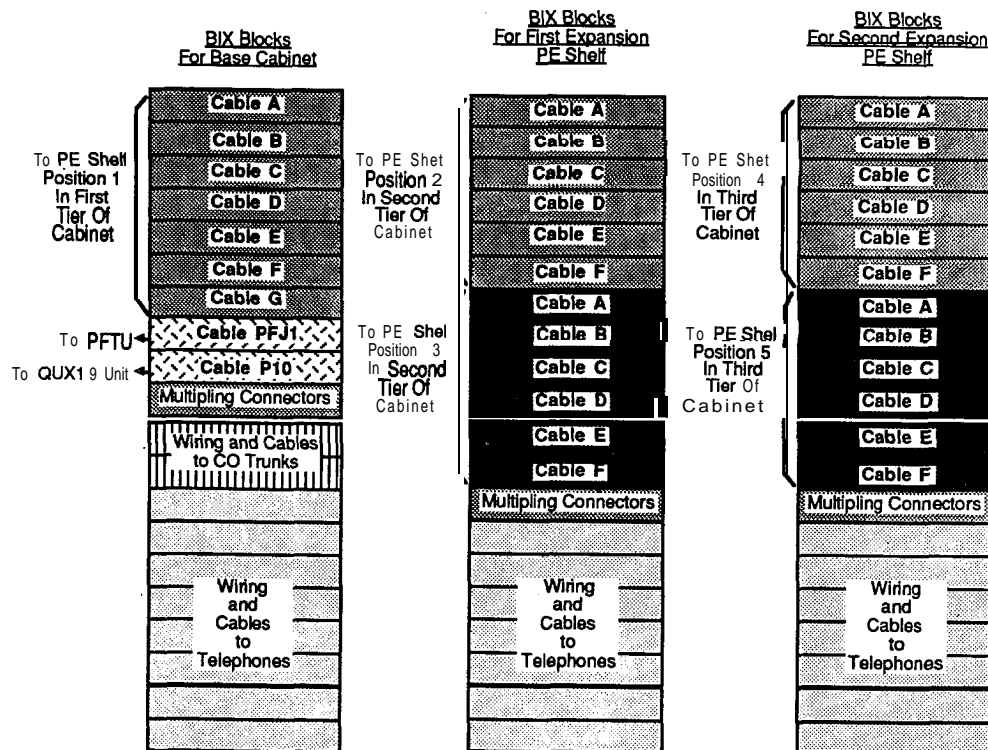 BIX Blocks
For Base Cabinet
To PE Shelf
Position 1
In First
Tier Of
Cabinet
Cable A
Cable B
Cable C
Cable D
Cable E
Cable F
Cable G
To PFTU
Cable PFJ1
To QUX1 9 Unit
Cable P10
Multipling Connectors
Wiring and Cables
to CO Trunks
Wiring
and
Cables
to
Telephones
BIX Blocks
For First Expansion
PE Shelf
To PE Shet
Position 2
In Second
Tier Of
Cabinet
Cable A
Cable B
Cable C
Cable D
Cable E
Cable F
To PE Shel
Position 3
In Second
Tier Of
Cabinet
Cable A
Cable B
Cable C
Cable D
Cable E
Cable F
Multipling Connectors
Wiring
and
Cables
to
Telephones
BIX Blocks
For Second Expansion
PE Shelf
To PE Shet
Position 4
In Third
Tier Of
Cabinet
Cable A
Cable B
Cable C
Cable D
Cable E
Cable F
To PE Shel
Position 5
In Third
Tier Of
Cabinet
Cable A
Cable B
Cable C
Cable D
Cable E
Cable F
Multipling Connectors
Wiring
and
Cables
to
Telephones